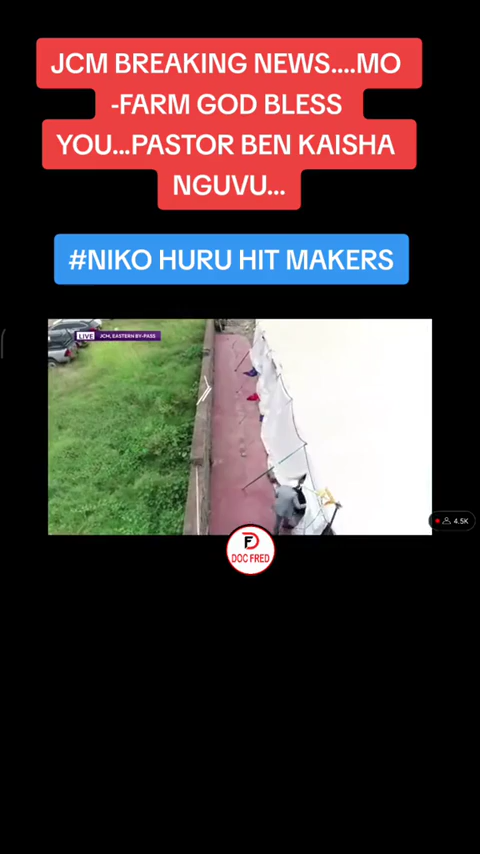 JCM BREAKING NEWS....MO
-FARM GOD BLESS
YOU...PASTOR BEN KAISHA
NGUVU...
#NIKO HURU HIT MAKERS
LIVE JCM, EASTERN BY-PASS
4.5K
DOC FRED